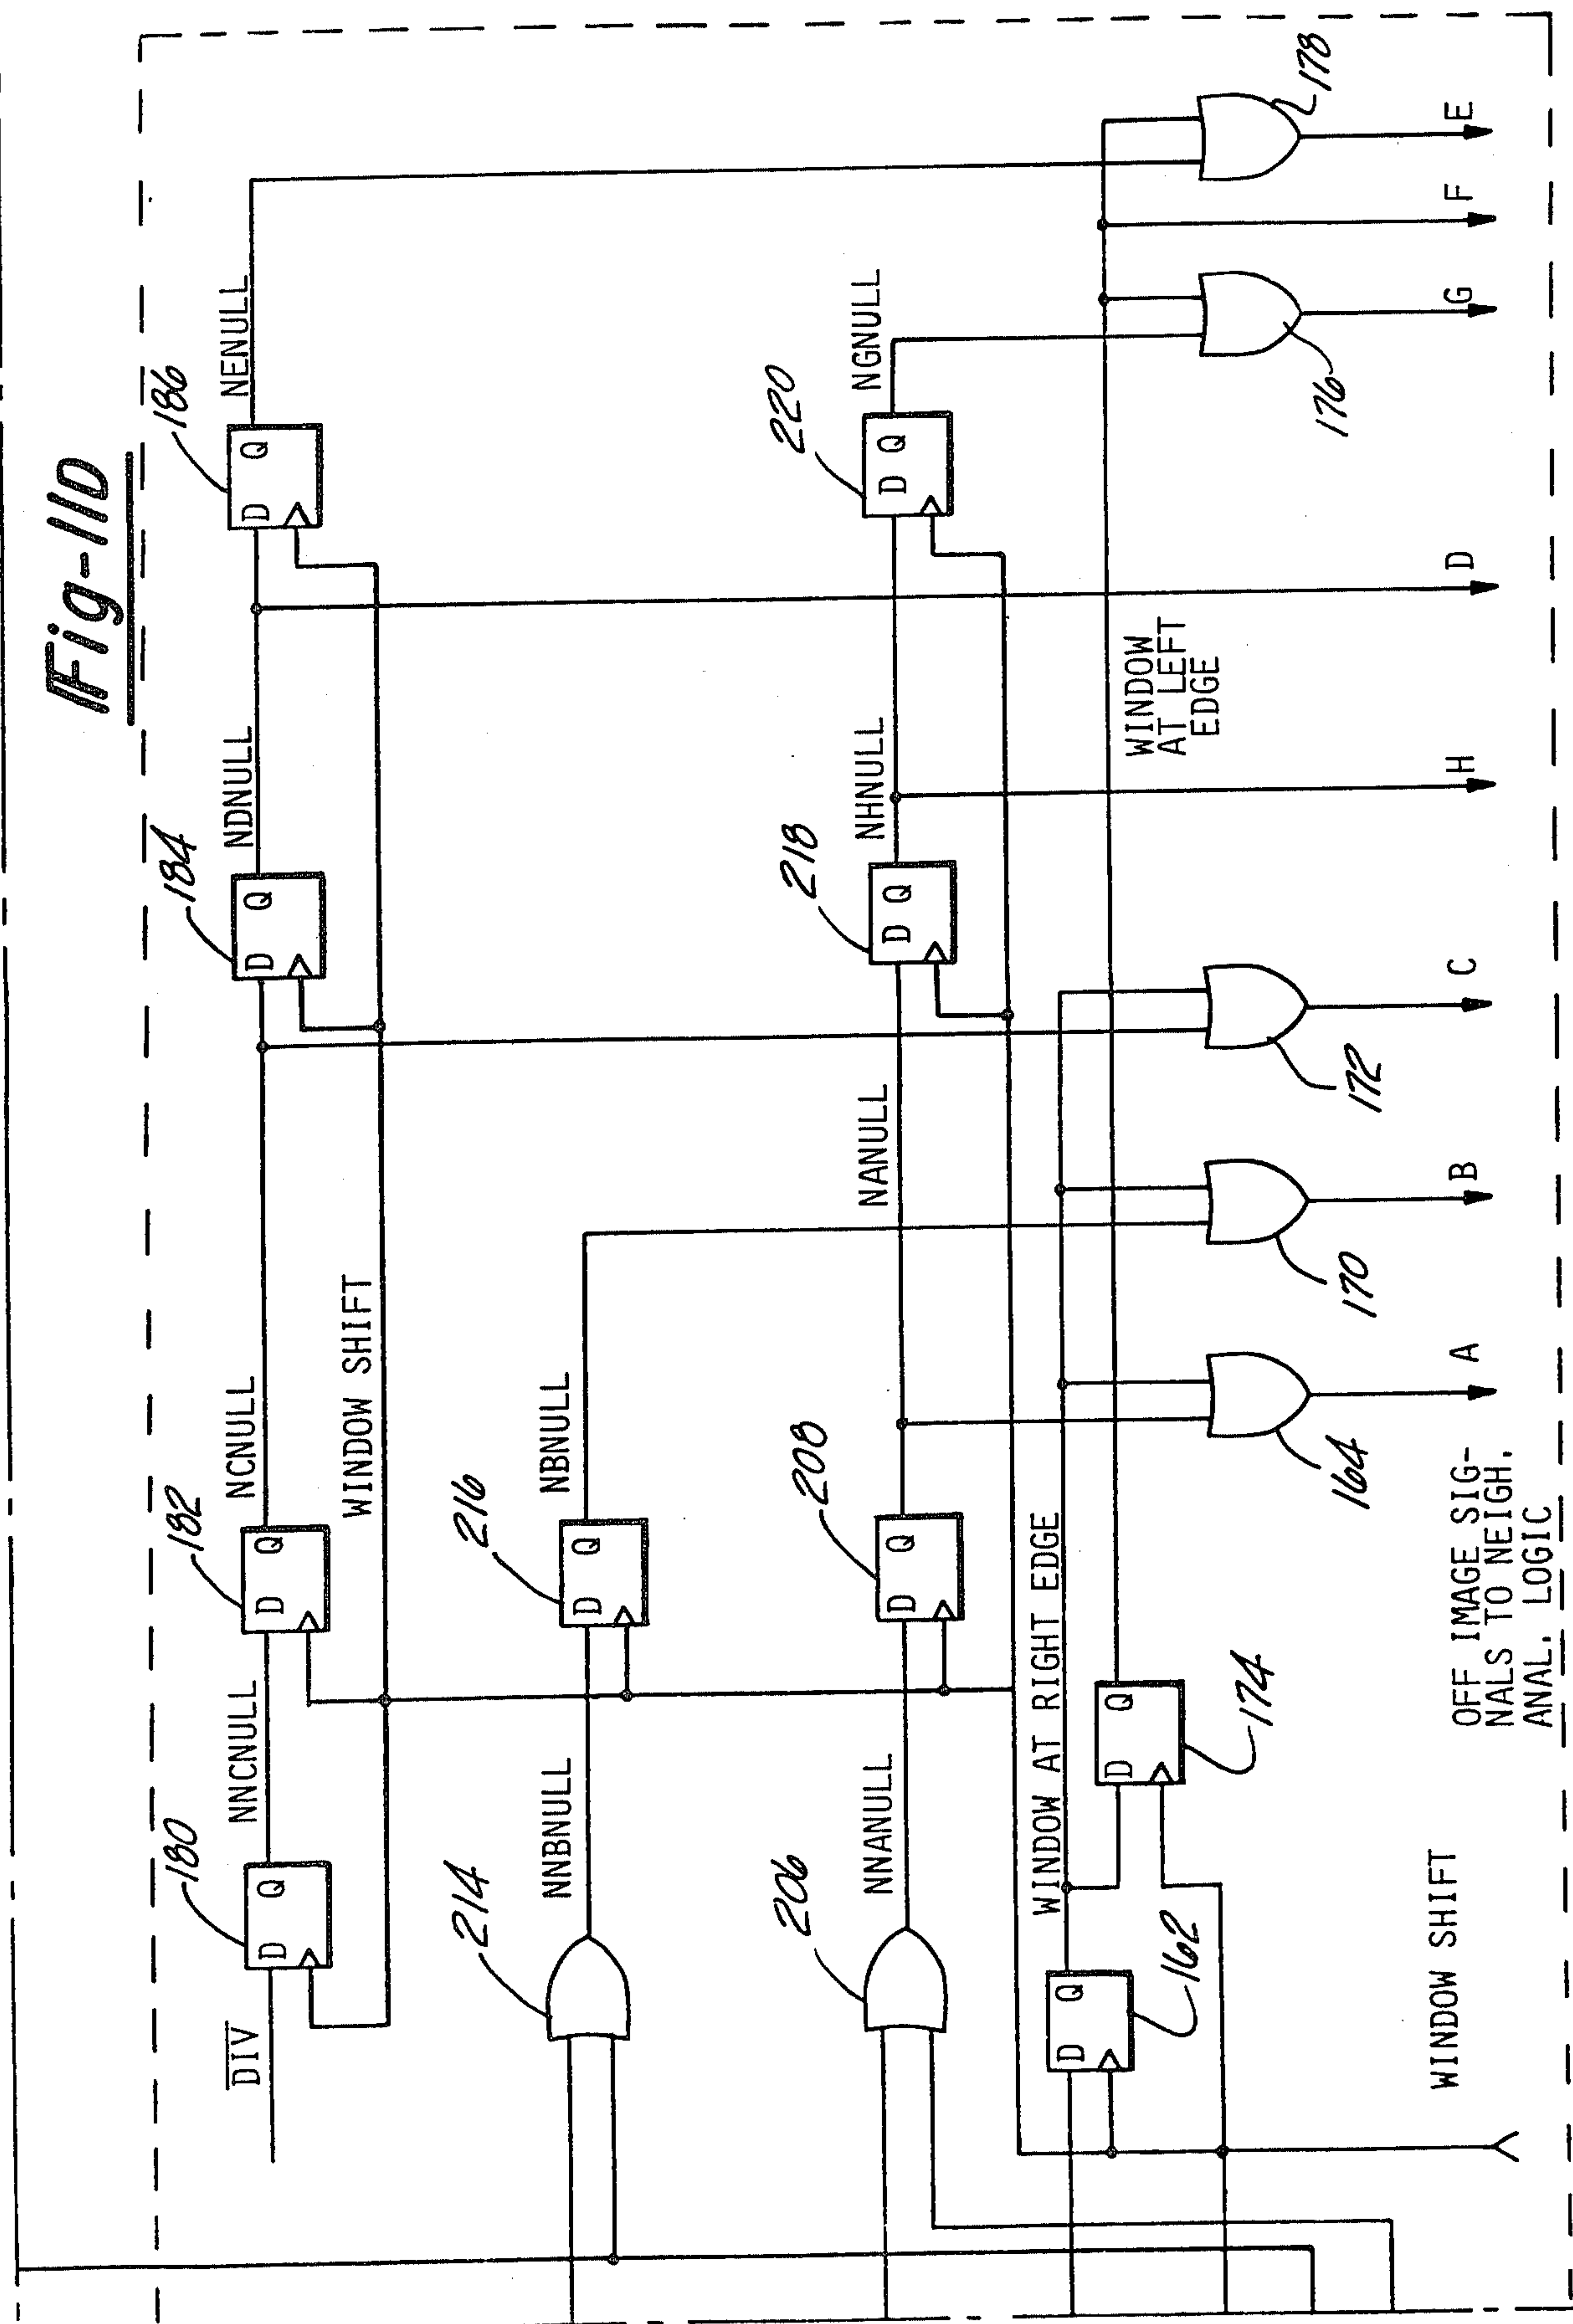 Fig-11D
186
NENULL
D Q
184
NDNULL
D Q
182
NCNULL
D Q
WINDOW SHIFT
180
NNCNULL
D Q
DIV
178
E
F
G
176
220
NGNULL
D Q
D
WINDOW
AT LEFT
EDGE
H
218
NHNULL
D Q
C
172
NANULL
B
170
A
164
216
NBNULL
D Q
208
D Q
214
NNBNULL
206
NNANULL
WINDOW AT RIGHT EDGE
174
D Q
162
D Q
OFF IMAGE SIG-
NALS TO NEIGH.
ANAL. LOGIC
WINDOW SHIFT